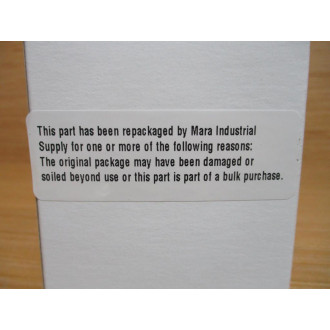 This part has been repackaged by Mara Industrial
Supply for one or more of the following reasons:
The original package may have been damaged or
soiled beyond use or this part is part of a bulk purchase.